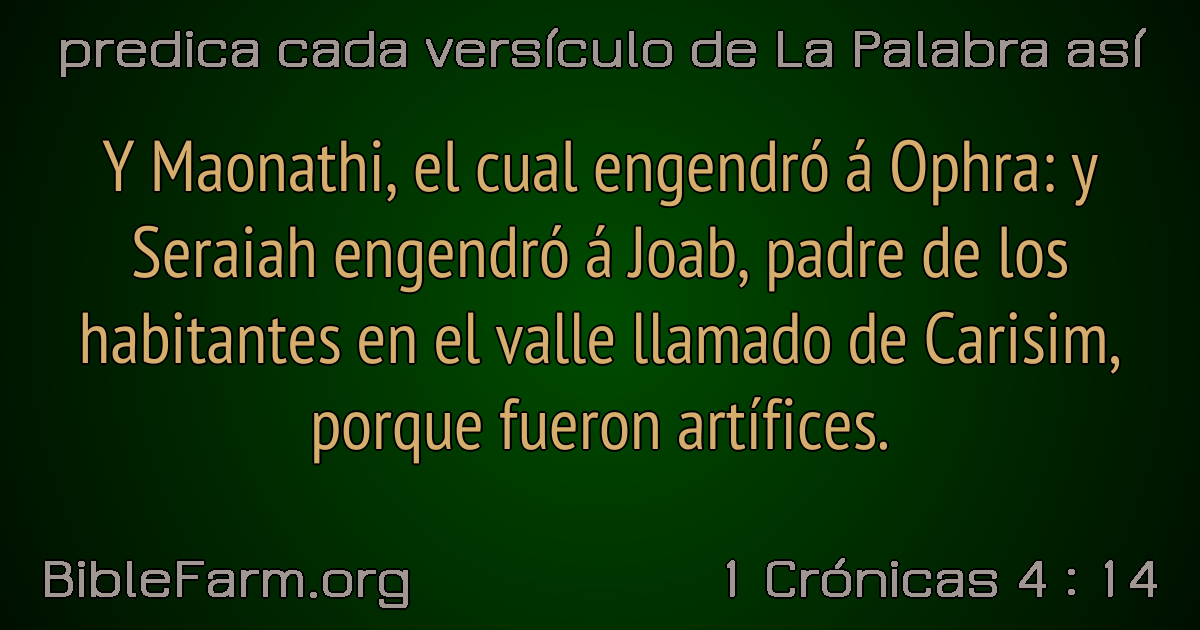 predica cada versículo de La Palabra así
Y Maonathi, el cual engendró á Ophra: y
Seraiah engendró á Joab, padre de los
habitantes en el valle llamado de Carisim,
porque fueron artífices.
BibleFarm.org
1 Crónicas 4 : 14